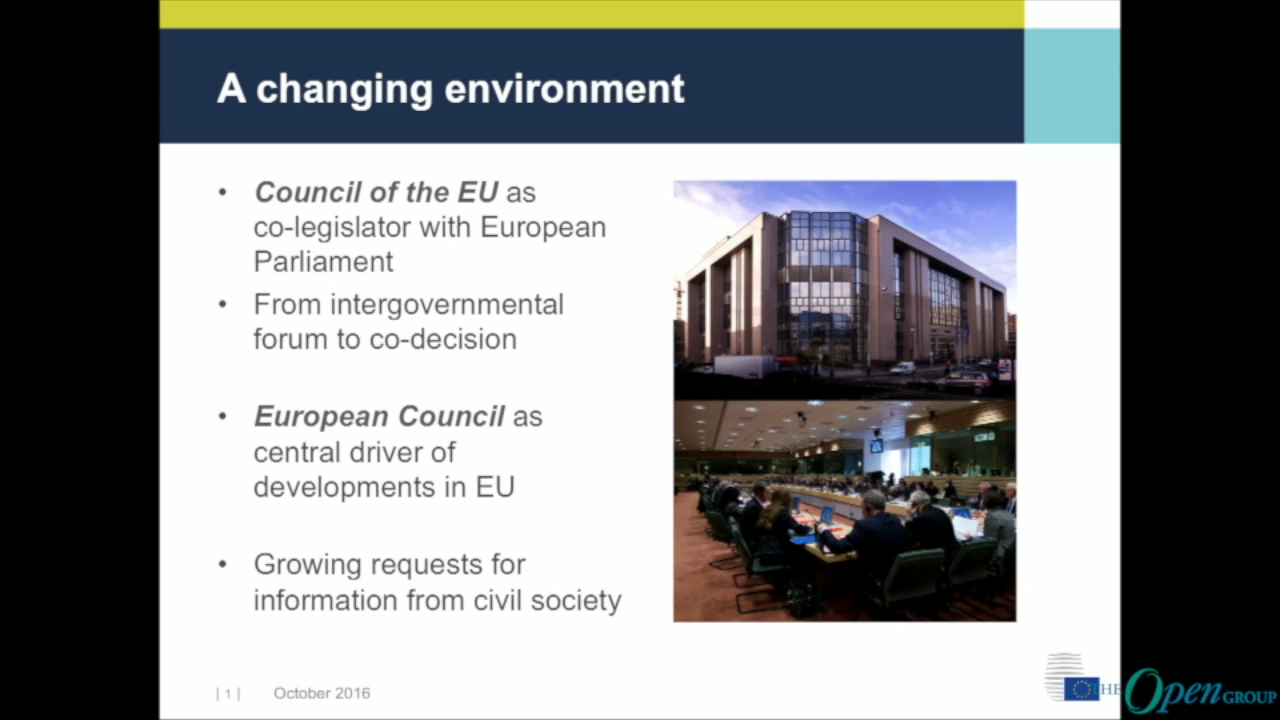 A changing environment
• Council of the EU as
co-legislator with European
Parliament
• From intergovernmental
forum to co-decision
• European Council as
central driver of
developments in EU
• Growing requests for
information from civil society
| 1 | October 2016
THE Open GROUP